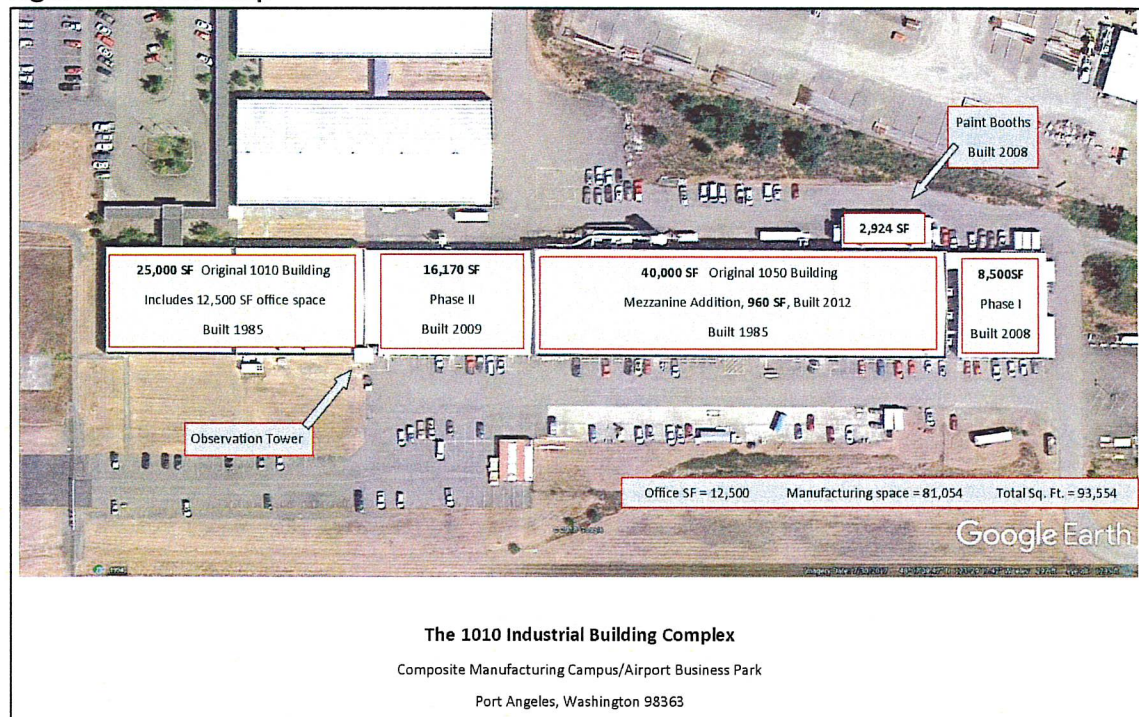 Paint Booths
Built 2008
2,924 SF
25,000 SF Original 1010 Building
Includes 12,500 SF office space
Built 1985
16,170 SF
Phase II
Built 2009
40,000 SF Original 1050 Building
Mezzanine Addition, 960 SF, Built 2012
Built 1985
8,500SF
Phase I
Built 2008
Observation Tower
Office SF = 12,500 Manufacturing space = 81,054 Total Sq. Ft. = 93,554
Google Earth
The 1010 Industrial Building Complex
Composite Manufacturing Campus/Airport Business Park
Port Angeles, Washington 98363